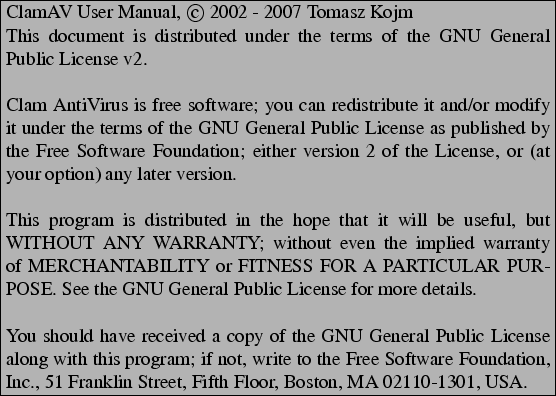 ClamAV User Manual, © 2002 - 2007 Tomasz Kojm
This document is distributed under the terms of the GNU General
Public License v2.
Clam AntiVirus is free software; you can redistribute it and/or modify
it under the terms of the GNU General Public License as published by
the Free Software Foundation; either version 2 of the License, or (at
your option) any later version.
This program is distributed in the hope that it will be useful, but
WITHOUT ANY WARRANTY; without even the implied warranty
of MERCHANTABILITY or FITNESS FOR A PARTICULAR PUR-
POSE. See the GNU General Public License for more details.
You should have received a copy of the GNU General Public License
along with this program; if not, write to the Free Software Foundation,
Inc., 51 Franklin Street, Fifth Floor, Boston, MA 02110-1301, USA.